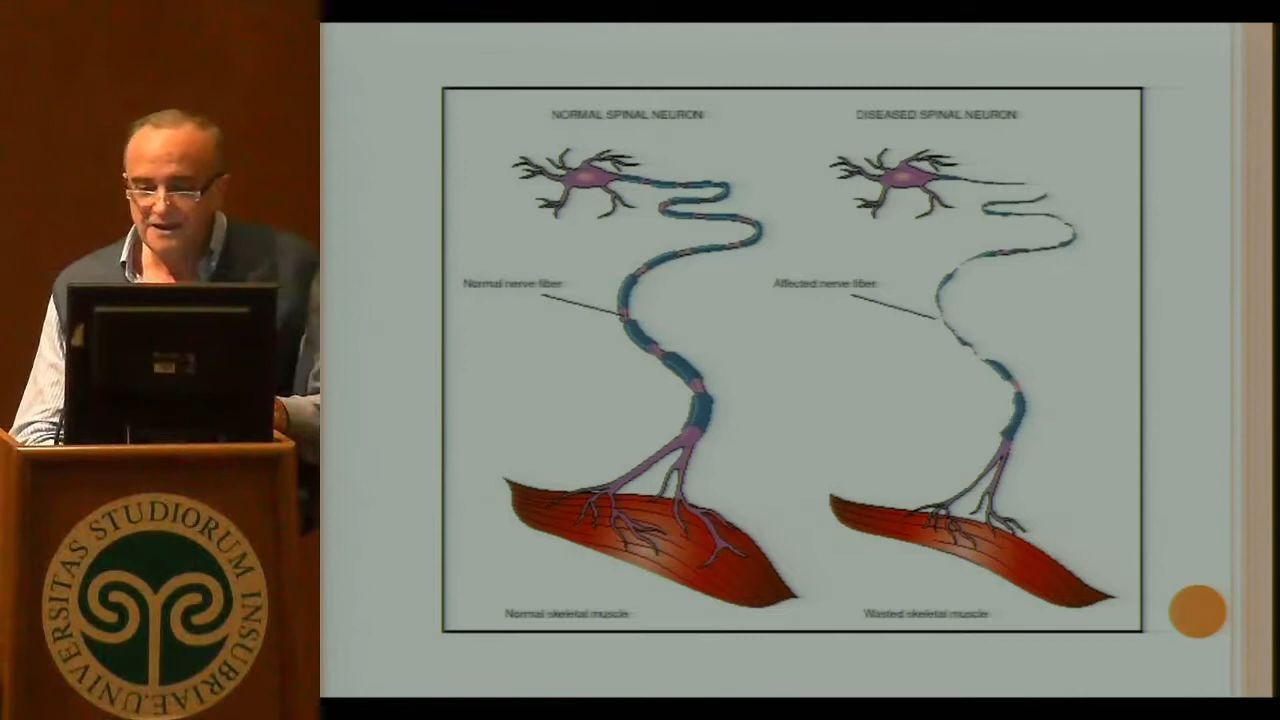 NORMAL SPINAL NEURON
DISEASED SPINAL NEURON
Normal nerve fiber
Affected nerve fiber
Normal skeletal muscle
Wasted skeletal muscle
UNIVERSITAS STUDIORUM INSUBRIAE